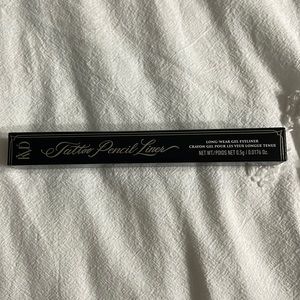 KVD
Tattoo Pencil Liner
LONG-WEAR GEL EYELINER
CRAYON GEL POUR LES YEUX LONGUE TENUE
NET WT/POIDS NET 0.5g / 0.0176 Oz.